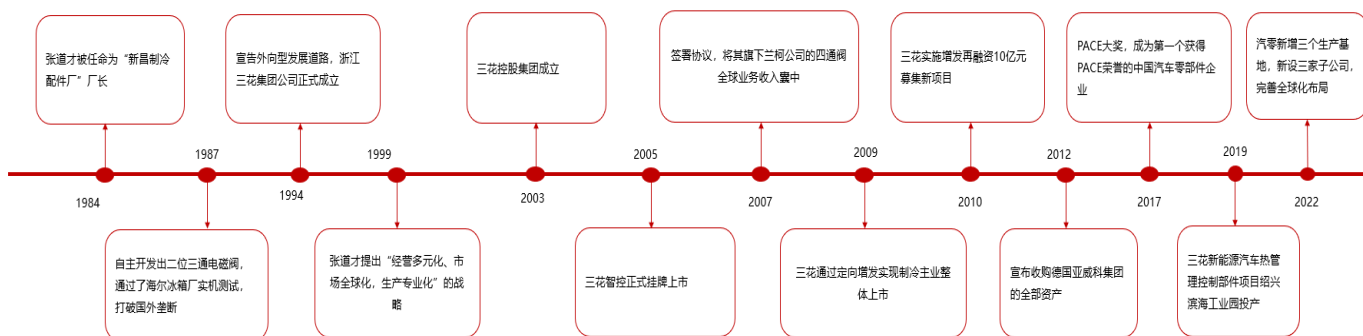 张道才被任命为“新昌制冷
配件厂”厂长
宣告外向型发展道路，浙江
三花集团公司正式成立
三花控股集团成立
签署协议，将其旗下兰柯公司的四通阀
全球业务收入囊中
三花实施增发再融资10亿元
募集新项目
PACE大奖，成为第一个获得
PACE荣誉的中国汽车零部件企
业
汽零新增三个生产基
地，新设三家子公司，
完善全球化布局
1987
1999
2005
2009
2012
2019
1984
1994
2003
2007
2010
2017
2022
自主开发出二位三通电磁阀，
通过了海尔冰箱厂实机测试，
打破国外垄断
张道才提出“经营多元化、市
场全球化，生产专业化”的战
略
三花智控正式挂牌上市
三花通过定向增发实现制冷主业整
体上市
宣布收购德国亚威科集团
的全部资产
三花新能源汽车热管
理控制部件项目绍兴
滨海工业园投产